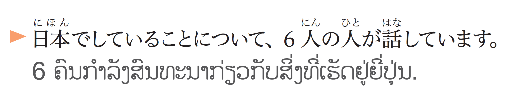 日本でしていることについて、6人の人が話しています。
6 ຄົນກຳລັງສົນທະນາກ່ຽວກັບສິ່ງທີ່ເຮັດຢູ່ຍີ່ປຸ່ນ.